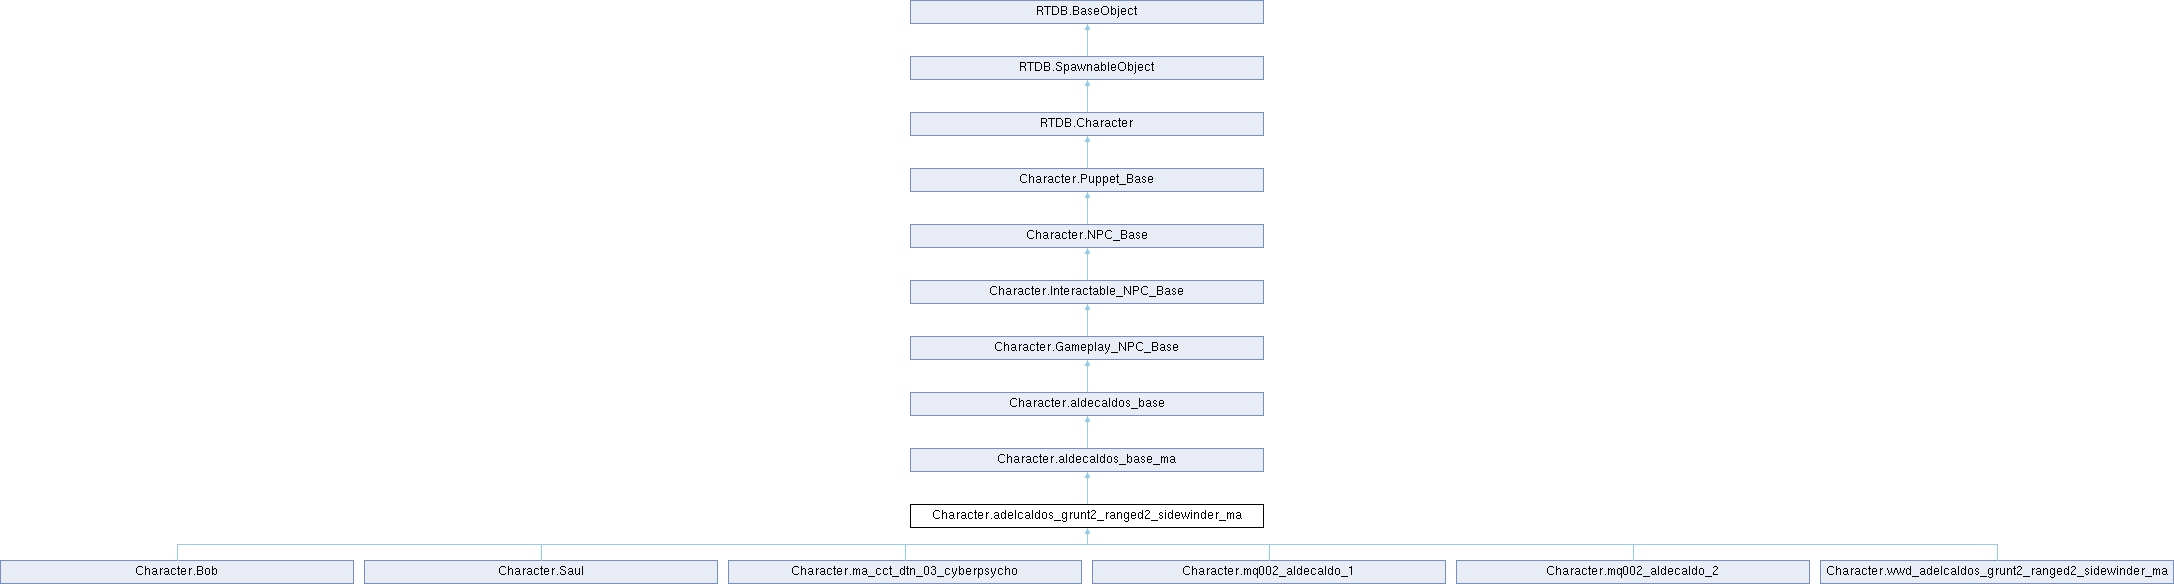 RTDB.BaseObject
RTDB.SpawnableObject
RTDB.Character
Character.Puppet_Base
Character.NPC_Base
Character.Interactable_NPC_Base
Character.Gameplay_NPC_Base
Character.aldecaldos_base
Character.aldecaldos_base_ma
Character.adelcaldos_grunt2_ranged2_sidewinder_ma
Character.Bob
Character.Saul
Character.ma_cct_dtn_03_cyberpsycho
Character.mq002_aldecaldo_1
Character.mq002_aldecaldo_2
Character.wwd_adelcaldos_grunt2_ranged2_sidewinder_ma